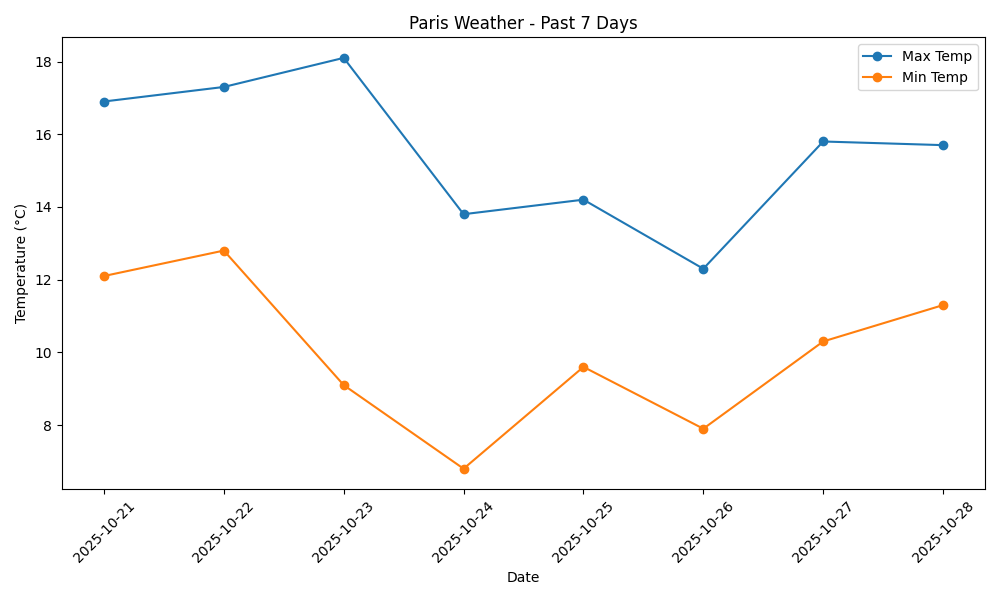 Paris Weather - Past 7 Days
Max Temp
Min Temp
Temperature (°C)
18
16
14
12
10
8
2025-10-21
2025-10-22
2025-10-23
2025-10-24
2025-10-25
2025-10-26
2025-10-27
2025-10-28
Date